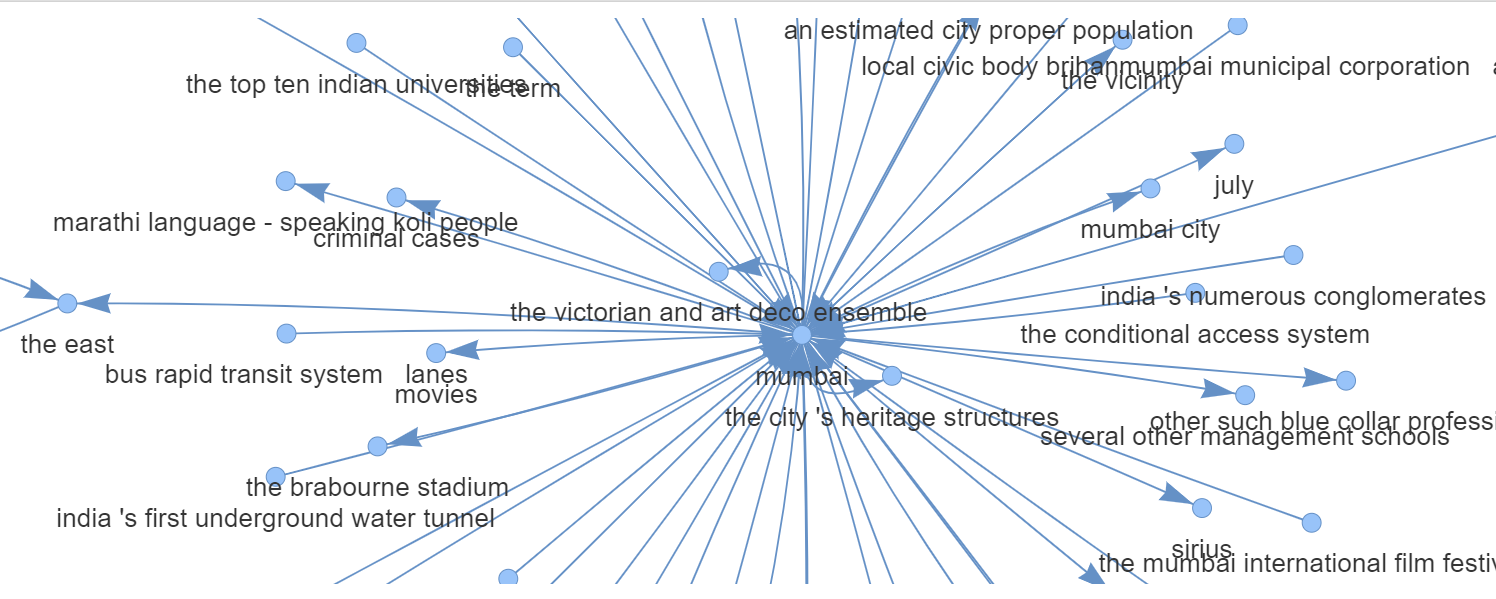 an estimated city proper population
local civic body brihanmumbai municipal corporation
the vicinity
the top ten indian universities
the term
july
marathi language - speaking koli people
mumbai city
criminal cases
india 's numerous conglomerates
the victorian and art deco ensemble
the conditional access system
the east
bus rapid transit system
lanes
mumbai
movies
the city 's heritage structures
other such blue collar
several other management schools
the brabourne stadium
india 's first underground water tunnel
sirius
the mumbai international film